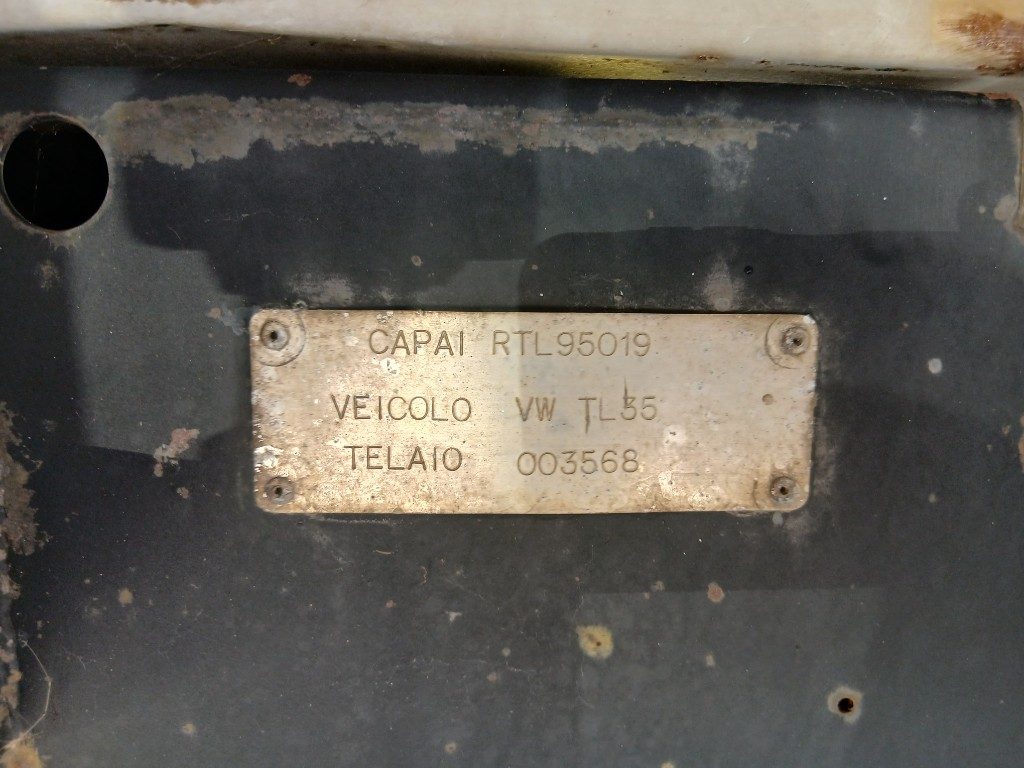 CAPAI RTL95019
VEICOLO VW TL35
TELAIO 003568